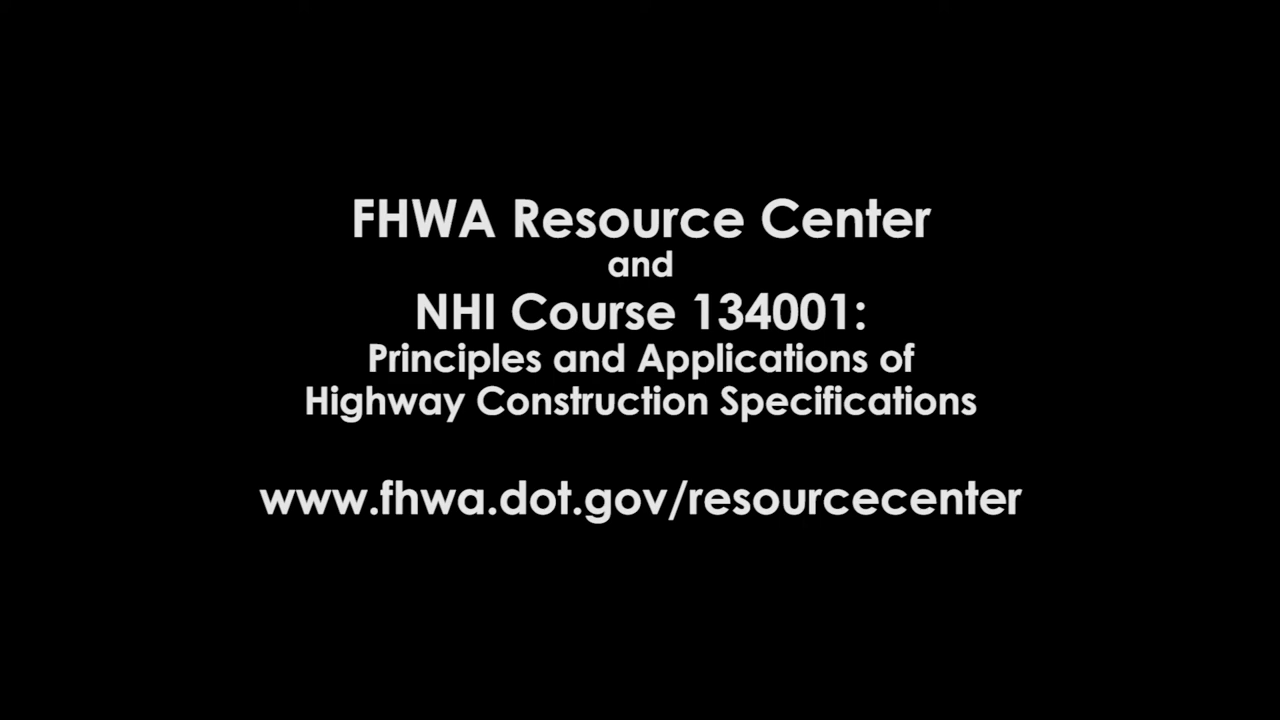 FHWA Resource Center
and
NHI Course 134001:
Principles and Applications of
Highway Construction Specifications
www.fhwa.dot.gov/resourcecenter